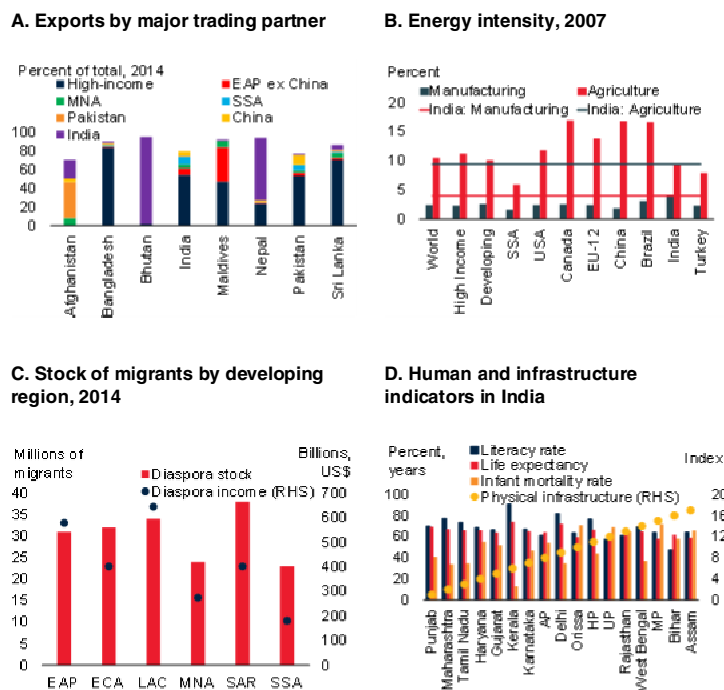 A. Exports by major trading partner
Percent of total, 2014
High-income
EAP ex China
MNA
SSA
Pakistan
China
India
100
80
60
40
20
0
Afghanistan
Bangladesh
Bhutan
India
Maldives
Nepal
Pakistan
Sri Lanka
B. Energy intensity, 2007
Percent
Manufacturing
Agriculture
India: Manufacturing
India: Agriculture
20
15
10
5
0
World
High Income
Developing
SSA
USA
Canada
EU-12
China
Brazil
India
Turkey
C. Stock of migrants by developing
region, 2014
Millions of
migrants
Billions,
US$
Diaspora stock
Diaspora income (RHS)
40
35
30
25
20
15
10
5
0
700
600
500
400
300
200
100
0
EAP
ECA
LAC
MNA
SAR
SSA
D. Human and infrastructure
indicators in India
Percent,
years
Index
Literacy rate
Life expectancy
Infant mortality rate
Physical infrastructure (RHS)
100
80
60
40
20
0
20
16
12
8
4
0
Punjab
Maharashtra
Tamil Nadu
Haryana
Gujarat
Kerala
Karnataka
AP
Delhi
Orissa
HP
UP
Rajasthan
West Bengal
MP
Bihar
Assam